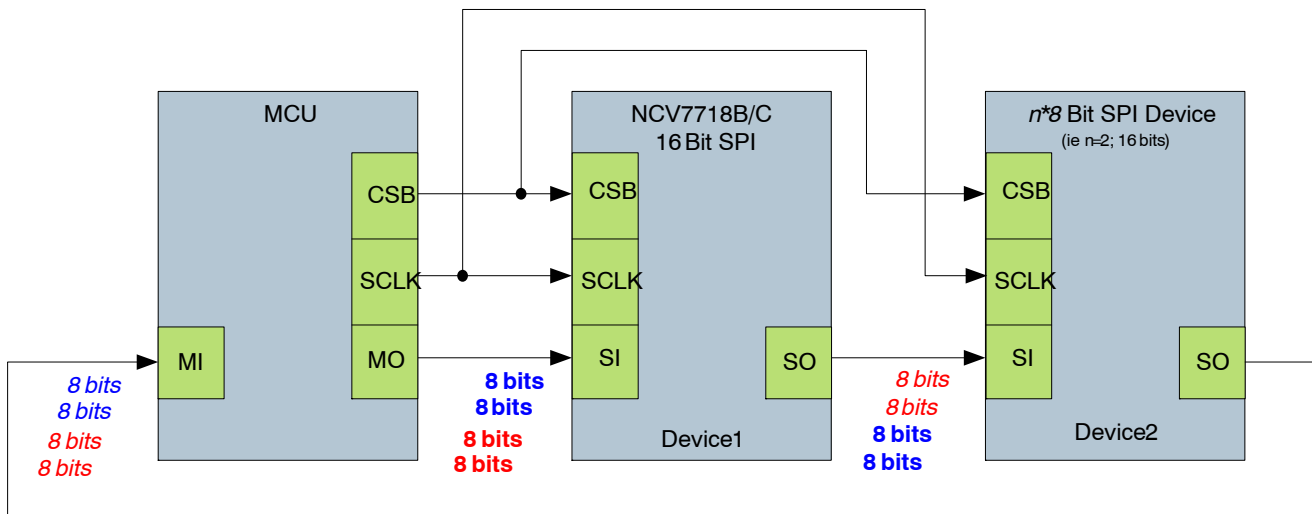 MCU
CSB
SCLK
MI
MO
8 bits
8 bits
8 bits
8 bits
8 bits
8 bits
8 bits
8 bits
NCV7718B/C
16 Bit SPI
CSB
SCLK
SI
SO
Device1
8 bits
8 bits
8 bits
8 bits
n*8 Bit SPI Device
(ie n=2; 16 bits)
CSB
SCLK
SI
SO
Device2